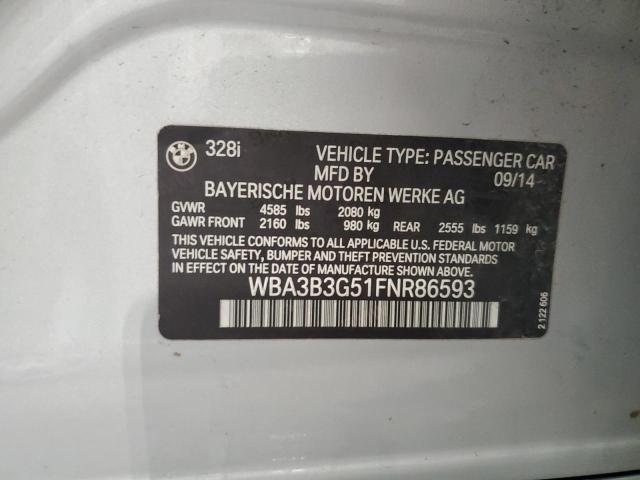 BMW
328i VEHICLE TYPE: PASSENGER CAR
MFD BY 09/14
BAYERISCHE MOTOREN WERKE AG
GVWR 4585 lbs 2080 kg
GAWR FRONT 2160 lbs 980 kg REAR 2555 lbs 1159 kg
THIS VEHICLE CONFORMS TO ALL APPLICABLE U.S. FEDERAL MOTOR
VEHICLE SAFETY, BUMPER AND THEFT PREVENTION STANDARDS
IN EFFECT ON THE DATE OF MANUFACTURE SHOWN ABOVE.
WBA3B3G51FNR86593
2 122 606